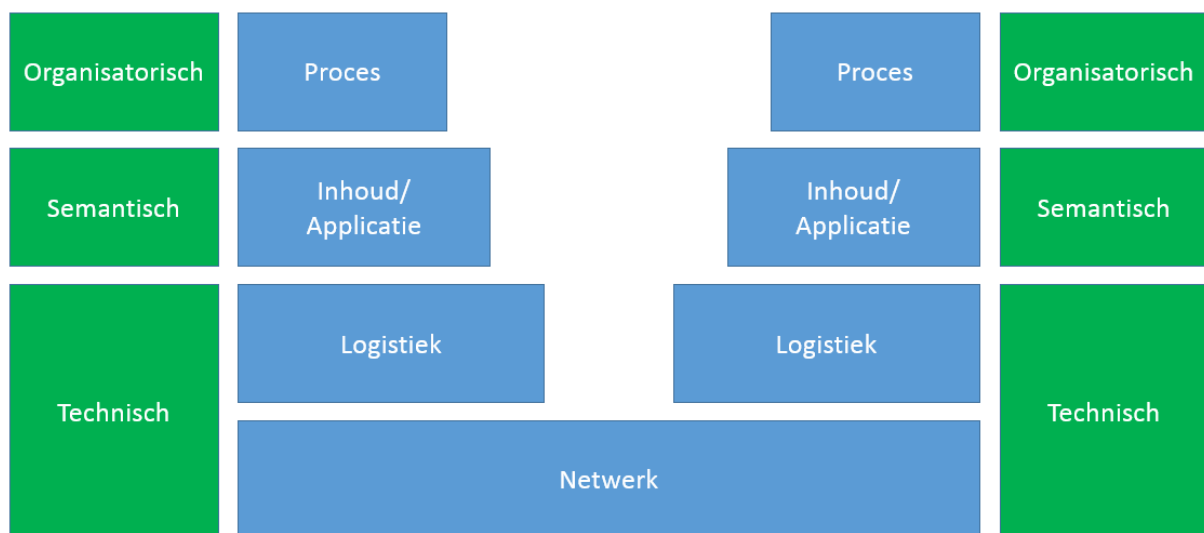 Organisatorisch
Proces
Proces
Organisatorisch
Semantisch
Inhoud/
Applicatie
Inhoud/
Applicatie
Semantisch
Technisch
Logistiek
Logistiek
Technisch
Netwerk